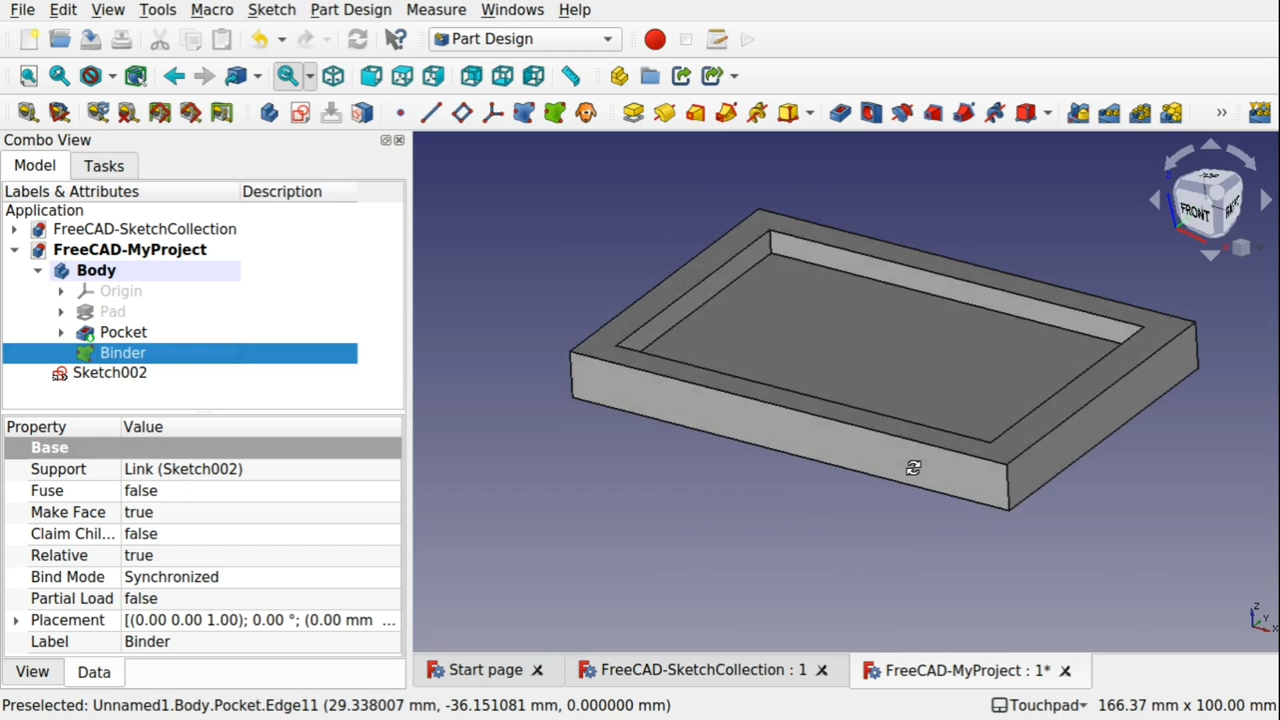 File Edit View Tools Macro Sketch Part Design Measure Windows Help
Part Design
Combo View
Model Tasks
Labels & Attributes Description
Application
FreeCAD-SketchCollection
FreeCAD-MyProject
Body
Origin
Pad
Pocket
Binder
Sketch002
Property Value
Base
Support Link (Sketch002)
Fuse false
Make Face true
Claim Chil... false
Relative true
Bind Mode Synchronized
Partial Load false
Placement [(0.00 0.00 1.00); 0.00 °; (0.00 mm ...
Label Binder
View Data
FRONT
Z
Z
Y
X
Start page FreeCAD-SketchCollection : 1 FreeCAD-MyProject : 1*
Preselected: Unnamed1.Body.Pocket.Edge11 (29.338007 mm, -36.151081 mm, 0.000000 mm) Touchpad 166.37 mm x 100.00 mm